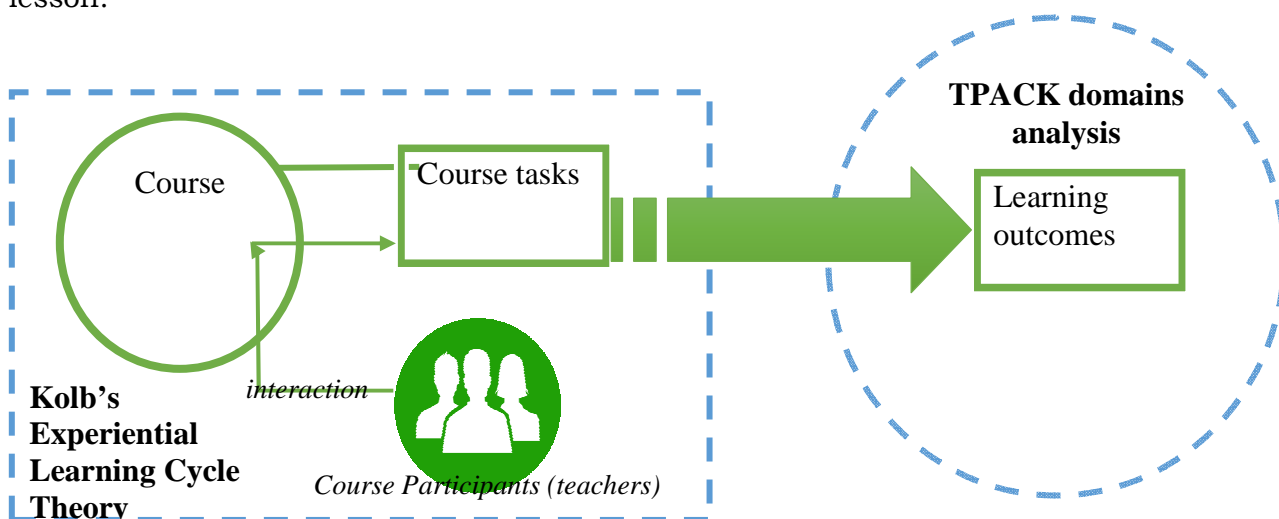 lesson.
TPACK domains
analysis
Course
Course tasks
Learning
outcomes
interaction
Kolb's
Experiential
Learning Cycle
Theory
Course Participants (teachers)